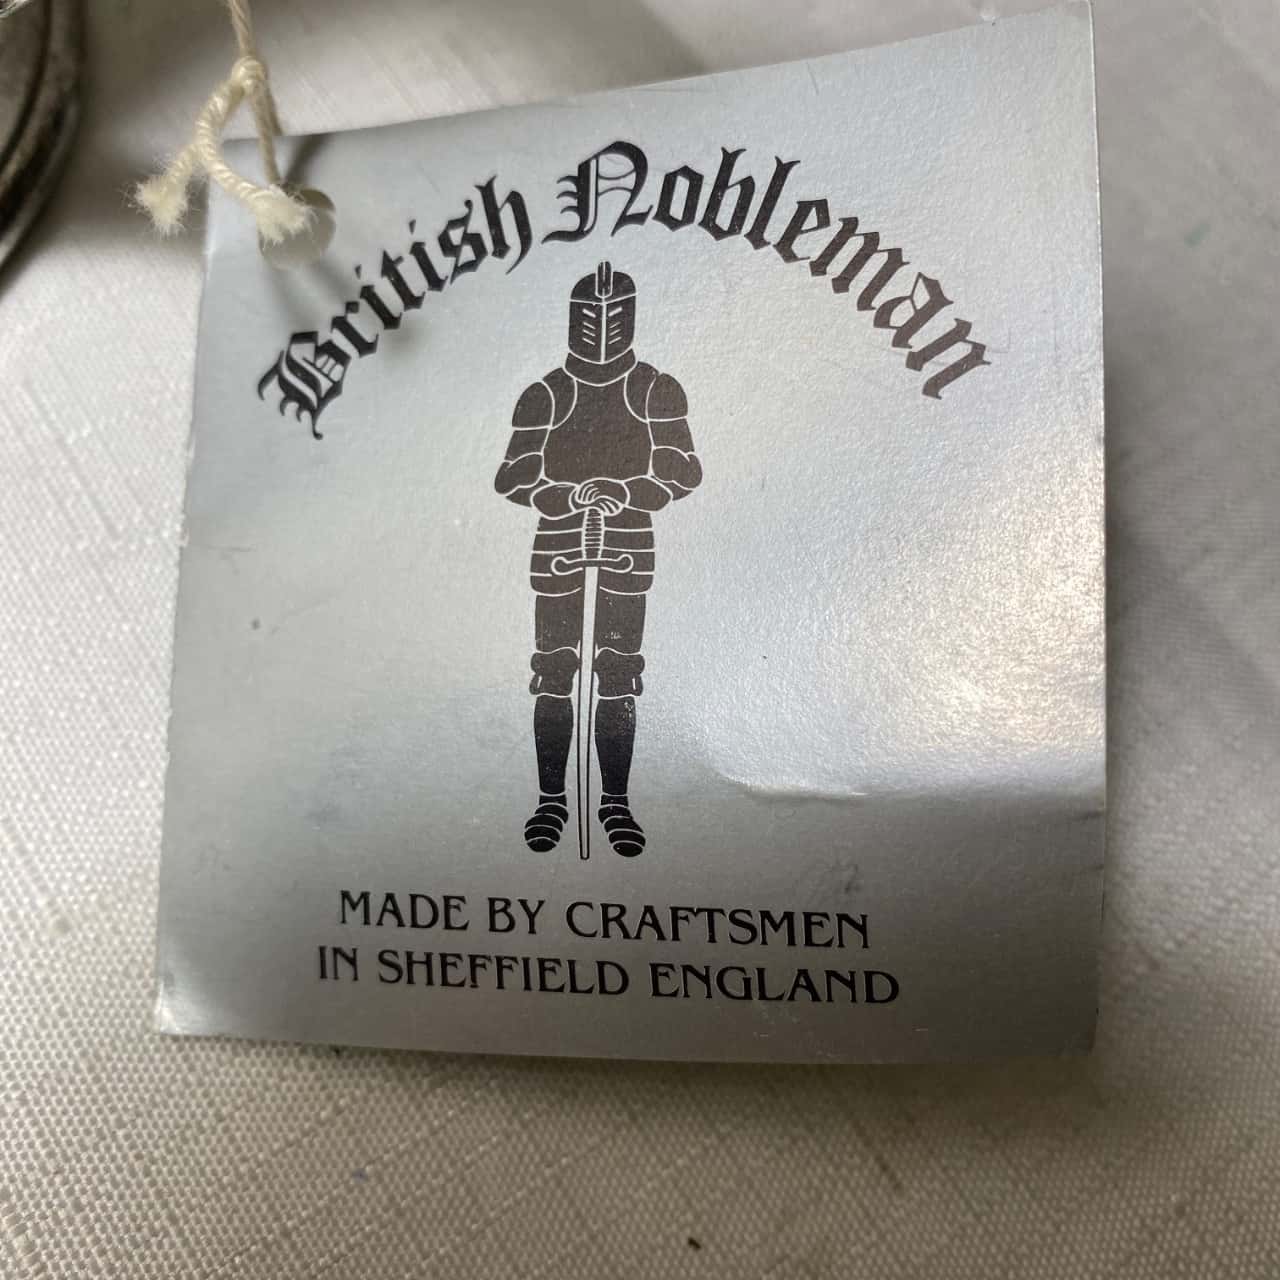 British Nobleman
MADE BY CRAFTSMEN
IN SHEFFIELD ENGLAND